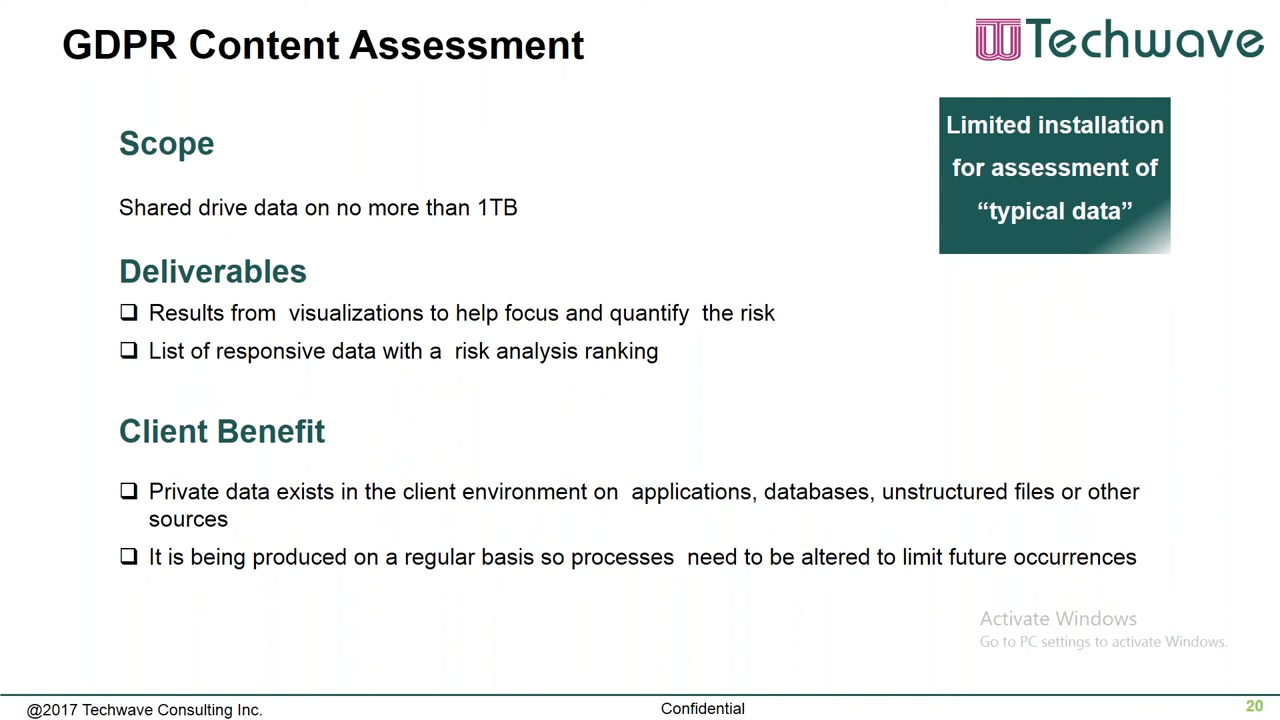 GDPR Content Assessment
Techwave
Limited installation
for assessment of
“typical data”
Scope
Shared drive data on no more than 1TB
Deliverables
❑ Results from  visualizations to help focus and quantify  the risk
❑ List of responsive data with a  risk analysis ranking
Client Benefit
❑ Private data exists in the client environment on  applications, databases, unstructured files or other
sources
❑ It is being produced on a regular basis so processes  need to be altered to limit future occurrences
Activate Windows
Go to PC settings to activate Windows.
@2017 Techwave Consulting Inc.
Confidential
20